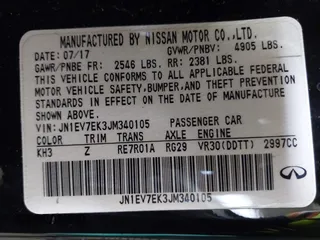 MANUFACTURED BY NISSAN MOTOR CO.,LTD.
DATE: 07/17 GVWR/PNBV: 4905 LBS.
GAWR/PNBE FR: 2546 LBS. RR: 2381 LBS.
THIS VEHICLE CONFORMS TO ALL APPLICABLE FEDERAL
MOTOR VEHICLE SAFETY,BUMPER,AND THEFT PREVENTION
STANDARDS IN EFFECT ON THE DATE OF MANUFACTURE
SHOWN ABOVE.
VIN:JN1EV7EK3JM340105 PASSENGER CAR
COLOR TRIM TRANS AXLE ENGINE
KH3 Z RE7R01A RG29 VR30(DDTT) 2997CC
JN1EV7EK3JM340105